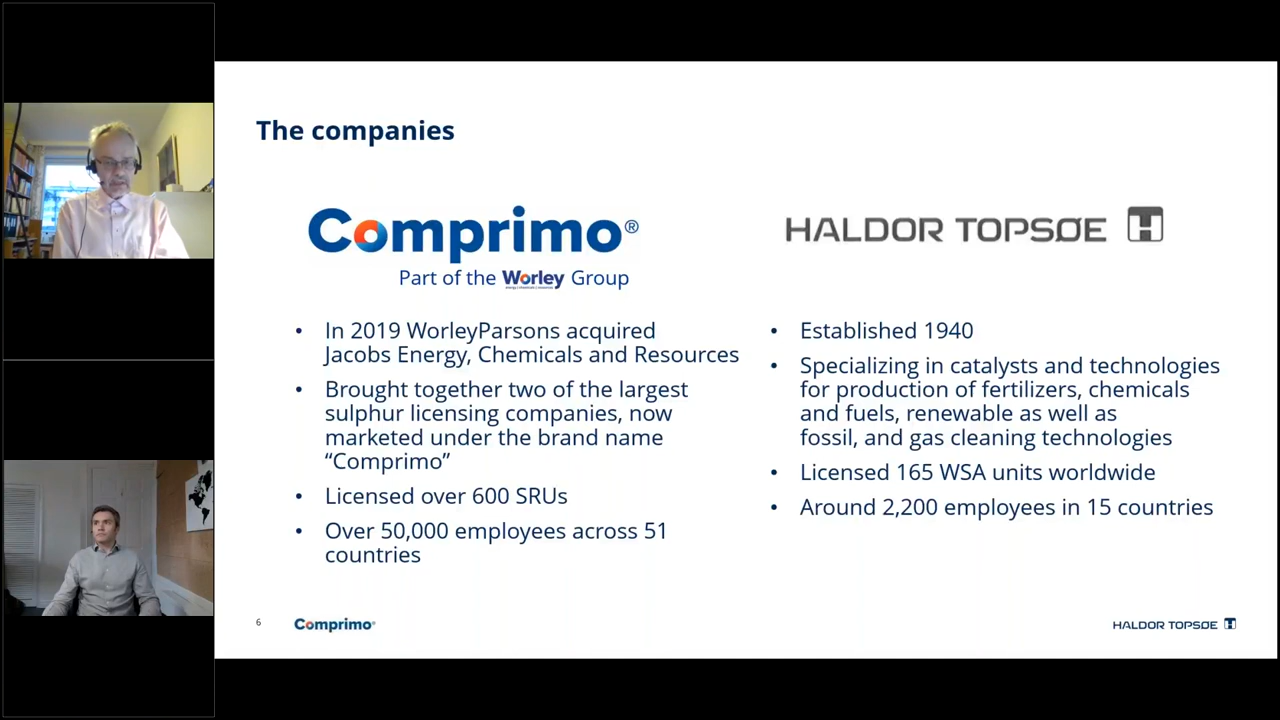 The companies
Comprimo®
Part of the Worley Group
HALDOR TOPSØE
• In 2019 WorleyParsons acquired
Jacobs Energy, Chemicals and Resources
• Brought together two of the largest
sulphur licensing companies, now
marketed under the brand name
“Comprimo”
• Licensed over 600 SRUs
• Over 50,000 employees across 51
countries
• Established 1940
• Specializing in catalysts and technologies
for production of fertilizers, chemicals
and fuels, renewable as well as
fossil, and gas cleaning technologies
• Licensed 165 WSA units worldwide
• Around 2,200 employees in 15 countries
6
Comprimo®
HALDOR TOPSØE